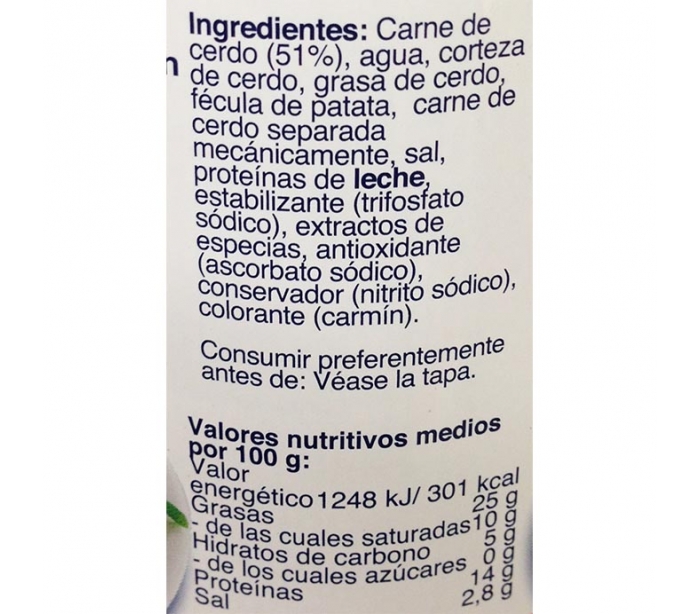 n
Ingredientes: Carne de
cerdo (51%), agua, corteza
de cerdo, grasa de cerdo,
fécula de patata, carne de
cerdo separada
mecánicamente, sal,
proteínas de leche,
estabilizante (trifosfato
sódico), extractos de
especias, antioxidante
(ascorbato sódico),
conservador (nitrito sódico),
colorante (carmín).
Consumir preferentemente
antes de: Véase la tapa.
Valores nutritivos medios
por 100 g:
Valor
energético 1248 kJ/ 301 kcal
Grasas 25 g
- de las cuales saturadas 10 g
Hidratos de carbono 5 g
- de los cuales azúcares 0 g
Proteínas 14 g
Sal 2,8 g